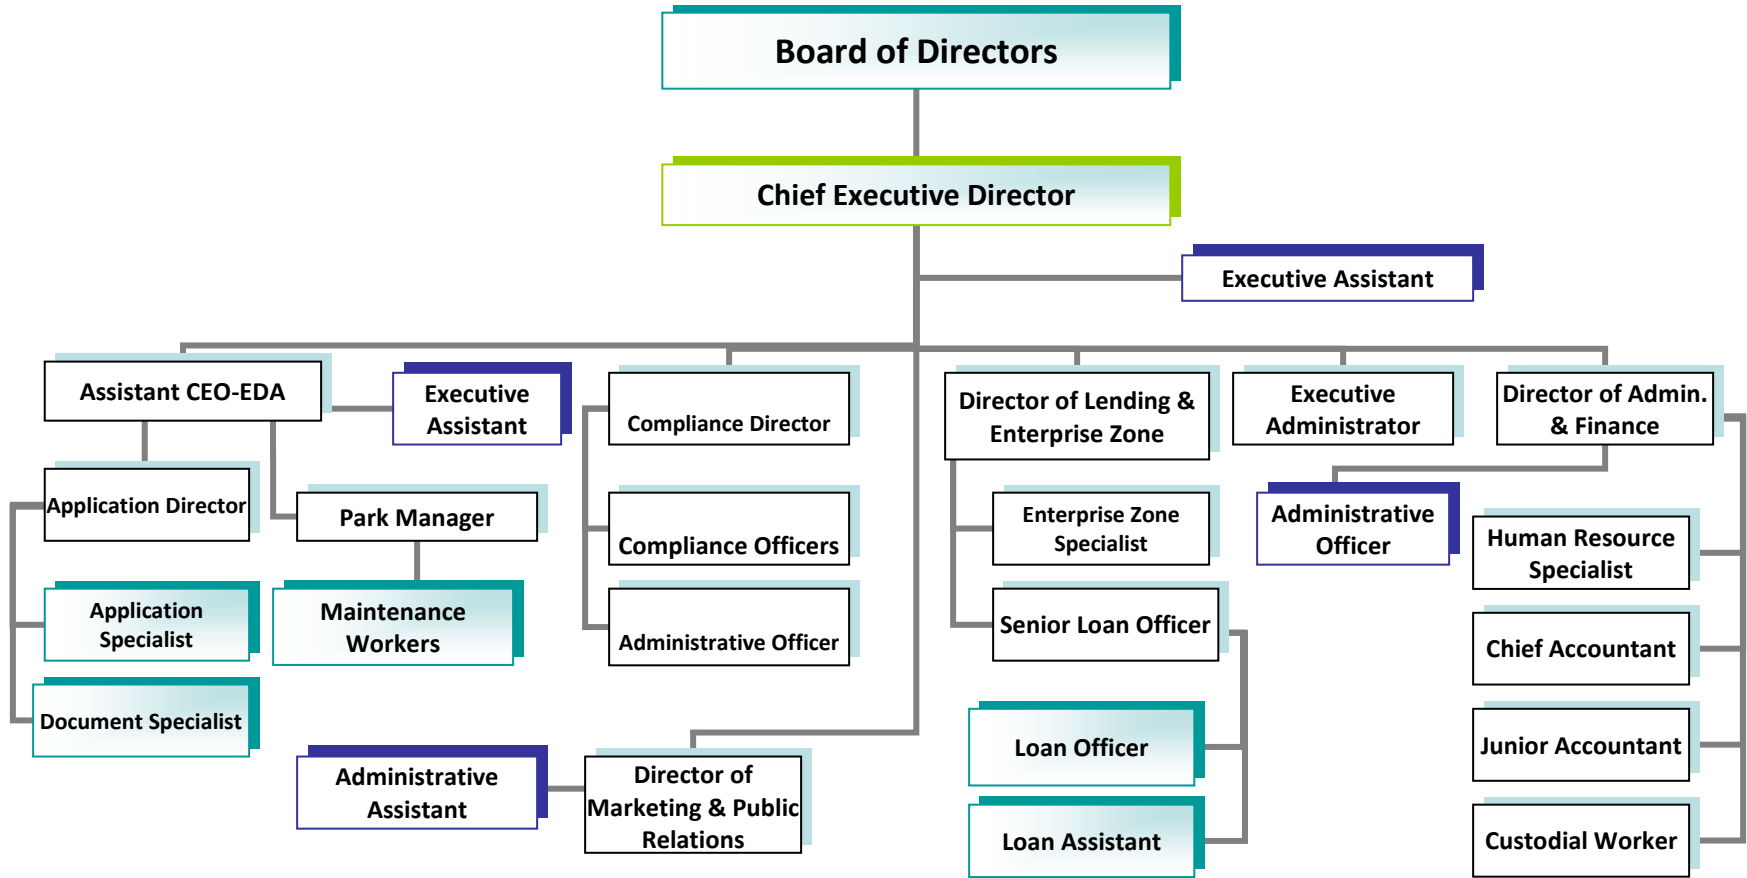 Board of Directors
Chief Executive Director
Executive Assistant
Assistant CEO-EDA
Executive
Assistant
Compliance Director
Director of Lending &
Enterprise Zone
Executive
Administrator
Director of Admin.
& Finance
Application Director
Park Manager
Compliance Officers
Enterprise Zone
Specialist
Administrative
Officer
Human Resource
Specialist
Application
Specialist
Maintenance
Workers
Administrative Officer
Senior Loan Officer
Chief Accountant
Document Specialist
Loan Officer
Junior Accountant
Administrative
Assistant
Director of
Marketing & Public
Relations
Loan Assistant
Custodial Worker